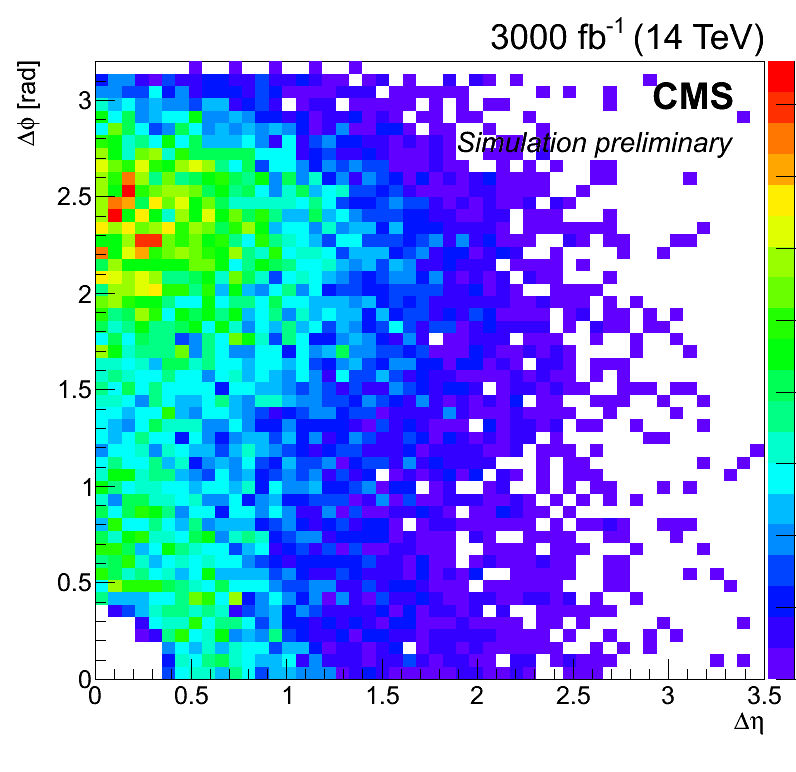 3000 fb-1 (14 TeV)
CMS
Simulation preliminary
Δϕ [rad]
3
2.5
2
1.5
1
0.5
0
0 0.5 1 1.5 2 2.5 3 3.5
Δη